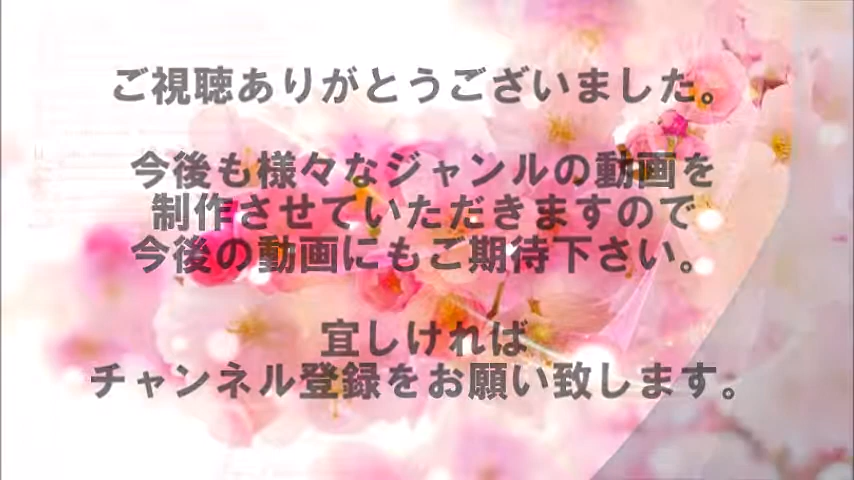 ご視聴ありがとうございました。
今後も様々なジャンルの動画を
制作させていただきますので
今後の動画にもご期待下さい。
宜しければ
チャンネル登録をお願い致します。